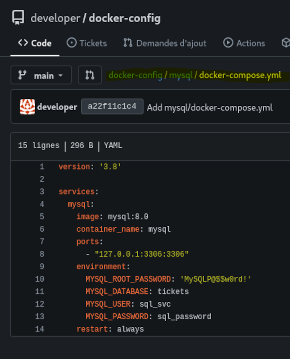 developer / docker-config
Code Tickets Demandes d'ajout Actions
main docker-config / mysql / docker-compose.yml
developer a22f11c1c4 Add mysql/docker-compose.yml
15 lignes | 296 B | YAML
1 version: '3.8'
2
3 services:
4 mysql:
5 image: mysql:8.0
6 container_name: mysql
7 ports:
8 - "127.0.0.1:3306:3306"
9 environment:
10 MYSQL_ROOT_PASSWORD: 'MySQLP@$$w0rd!'
11 MYSQL_DATABASE: tickets
12 MYSQL_USER: sql_svc
13 MYSQL_PASSWORD: sql_password
14 restart: always